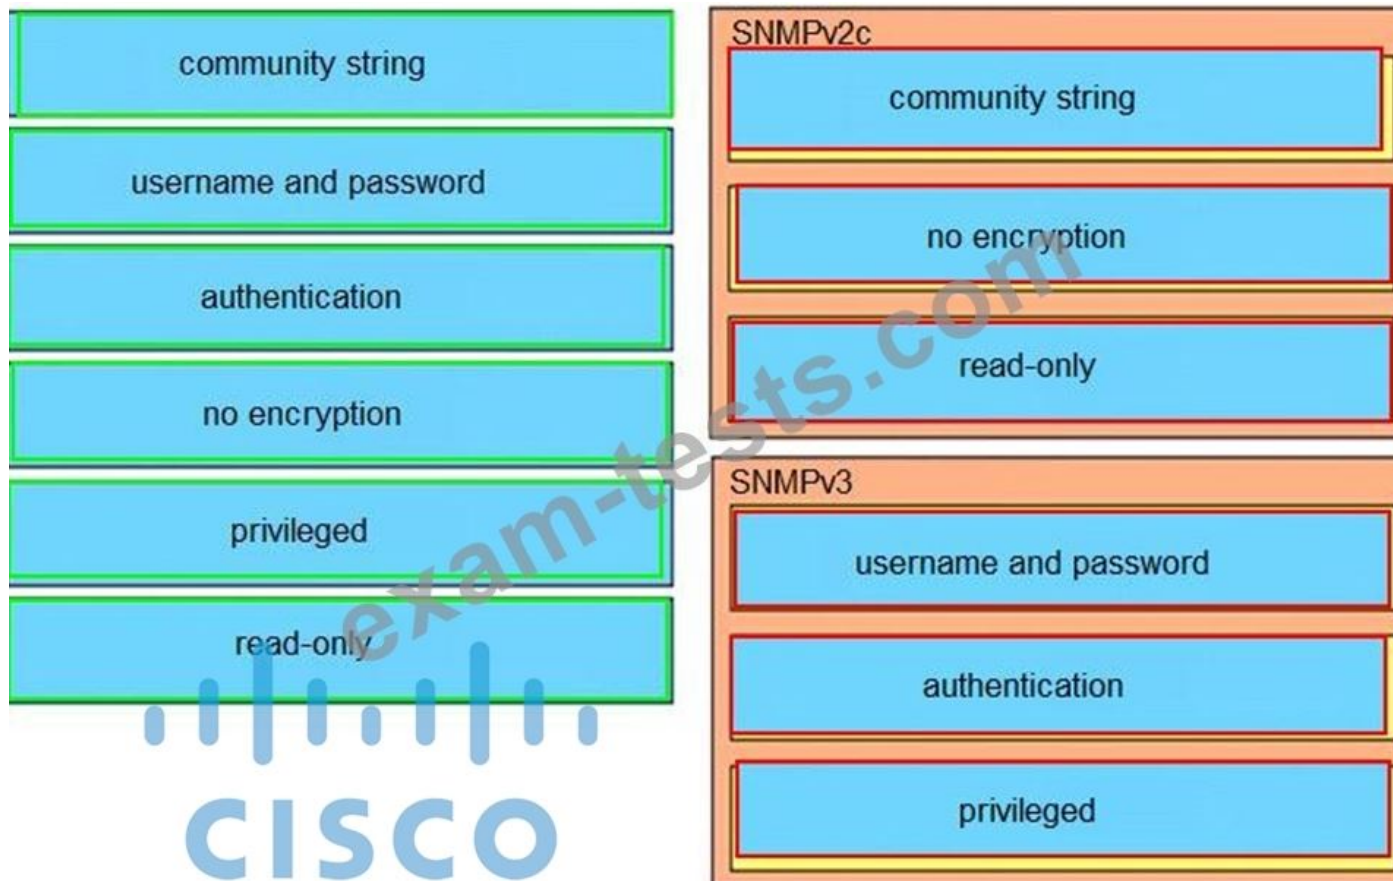 community string
username and password
authentication
no encryption
privileged
read-only
SNMPv2c
community string
no encryption
read-only
SNMPv3
username and password
authentication
privileged
exam-tests.com
CISCO